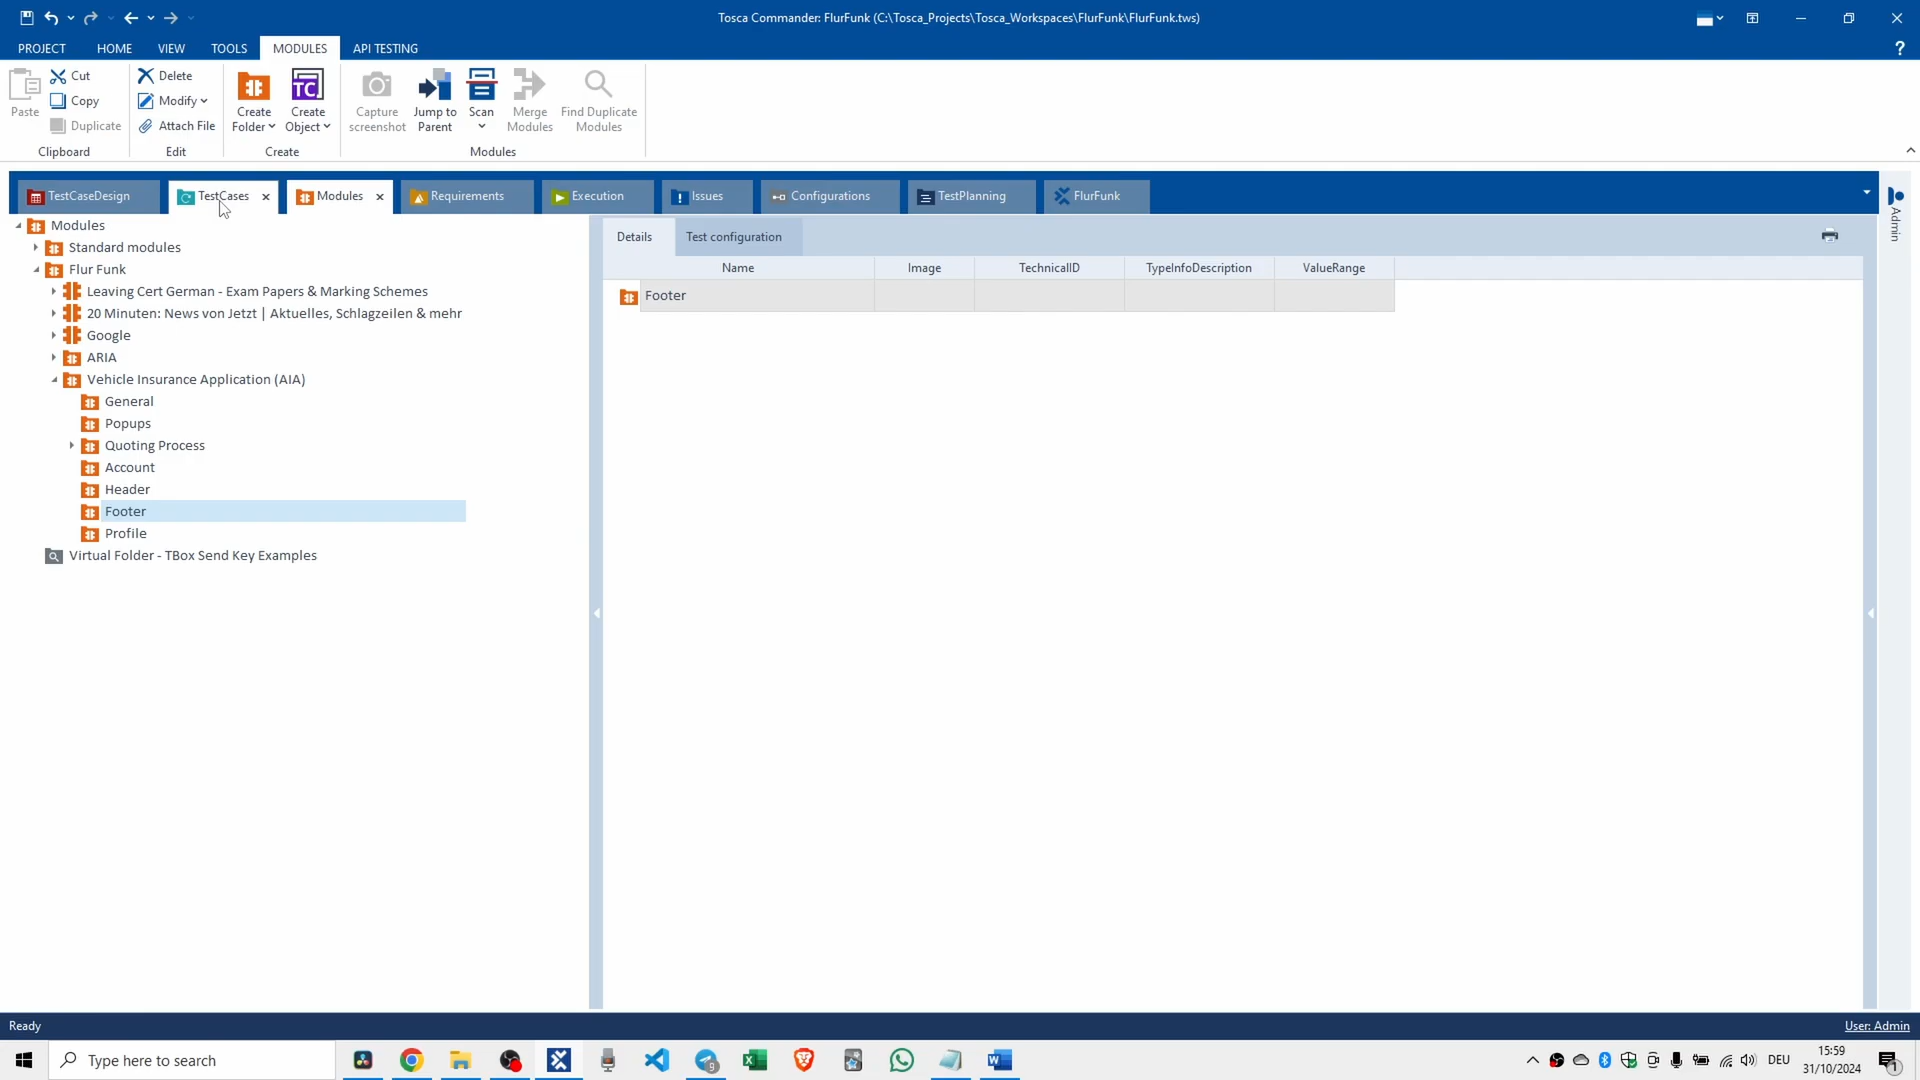 Tosca Commander: FlurFunk (C:\Tosca_Projects\Tosca_Workspaces\FlurFunk\FlurFunk.tws)
PROJECT HOME VIEW TOOLS MODULES API TESTING ?
Paste
Cut
Copy
Duplicate
Clipboard
Delete
Modify
Attach File
Edit
Create Folder
TC
Create Object
Create
Capture screenshot
Jump to Parent
Scan
Merge Modules
Find Duplicate Modules
Modules
TestCaseDesign TestCases Modules Requirements Execution Issues Configurations TestPlanning FlurFunk
Admin
Modules
Standard modules
Flur Funk
Leaving Cert German - Exam Papers & Marking Schemes
20 Minuten: News von Jetzt | Aktuelles, Schlagzeilen & mehr
Google
ARIA
Vehicle Insurance Application (AIA)
General
Popups
Quoting Process
Account
Header
Footer
Profile
Virtual Folder - TBox Send Key Examples
Details Test configuration
Name Image TechnicalID TypeInfoDescription ValueRange
Footer
Ready
User: Admin
Type here to search
9
DEU
15:59
31/10/2024
1